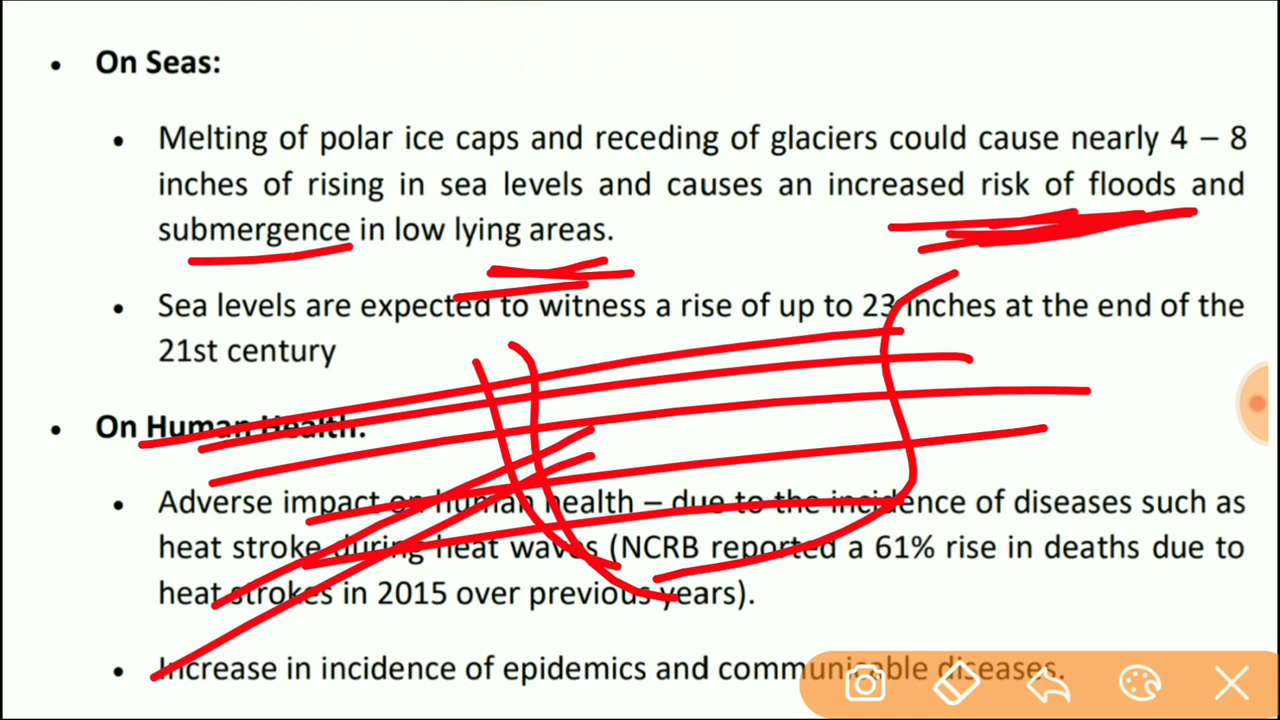 • On Seas:
• Melting of polar ice caps and receding of glaciers could cause nearly 4 – 8
inches of rising in sea levels and causes an increased risk of floods and
submergence in low lying areas.
• Sea levels are expected to witness a rise of up to 23 inches at the end of the
21st century
• On Human Health:
• Adverse impact on human health – due to the incidence of diseases such as
heat stroke during heat waves (NCRB reported a 61% rise in deaths due to
heat strokes in 2015 over previous years).
• Increase in incidence of epidemics and communicable diseases.